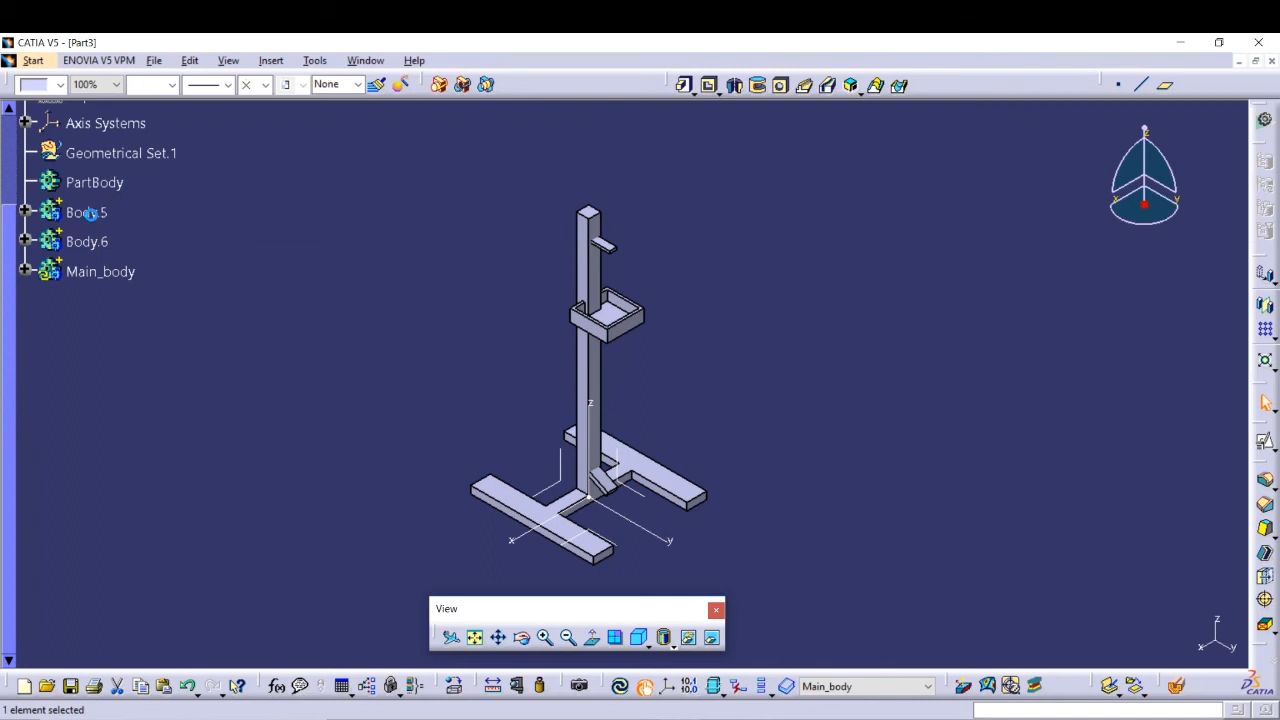 CATIA V5 - [Part3]
Start ENOVIA V5 VPM File Edit View Insert Tools Window Help
100% None
Axis Systems
Geometrical Set.1
PartBody
Body.5
Body.6
Main_body
z
x y
z
x y
z
x y
View
Main_body
CATIA
1 element selected